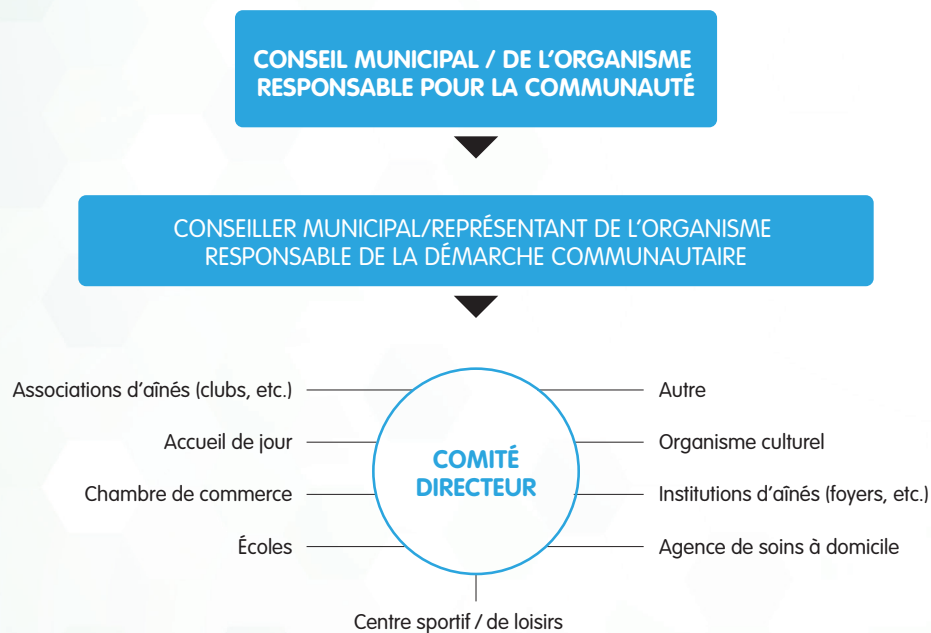 CONSEIL MUNICIPAL / DE L'ORGANISME
RESPONSABLE POUR LA COMMUNAUTÉ
CONSEILLER MUNICIPAL/REPRÉSENTANT DE L'ORGANISME
RESPONSABLE DE LA DÉMARCHE COMMUNAUTAIRE
Associations d'aînés (clubs, etc.)
Accueil de jour
Chambre de commerce
Écoles
COMITÉ
DIRECTEUR
Autre
Organisme culturel
Institutions d'aînés (foyers, etc.)
Agence de soins à domicile
Centre sportif / de loisirs